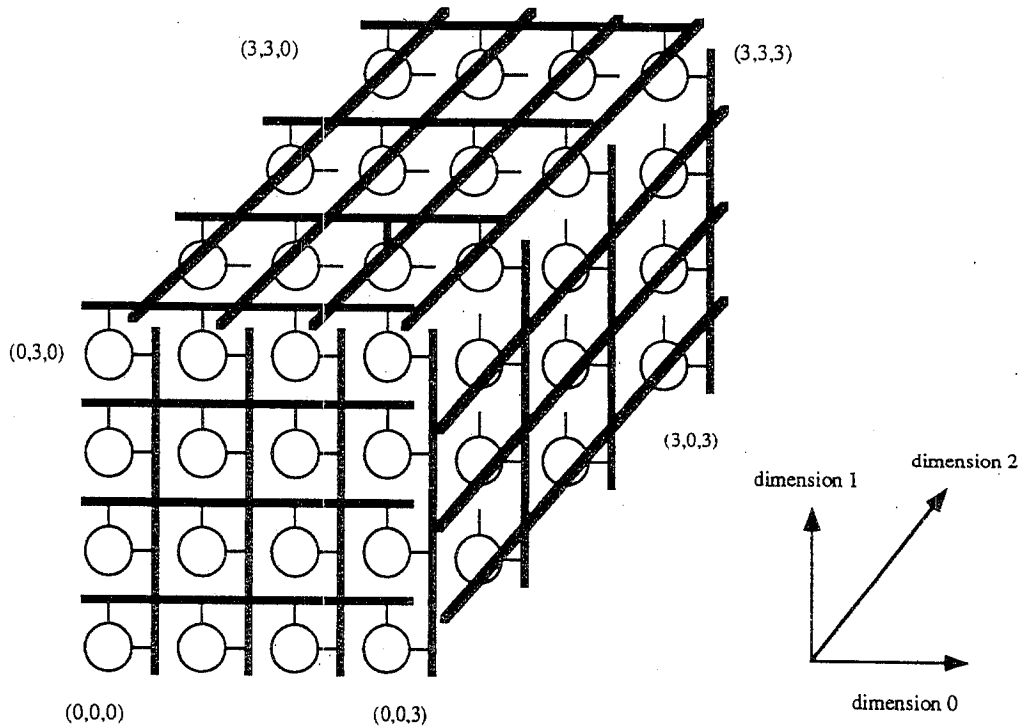 (3,3,0)
(3,3,3)
(0,3,0)
(3,0,3)
dimension 2
dimension 1
(0,0,0)
(0,0,3)
dimension 0